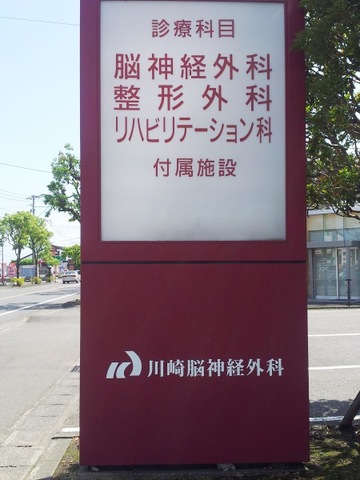 診療科目
脳神経外科
整形外科
リハビリテーション科
付属施設
川崎脳神経外科